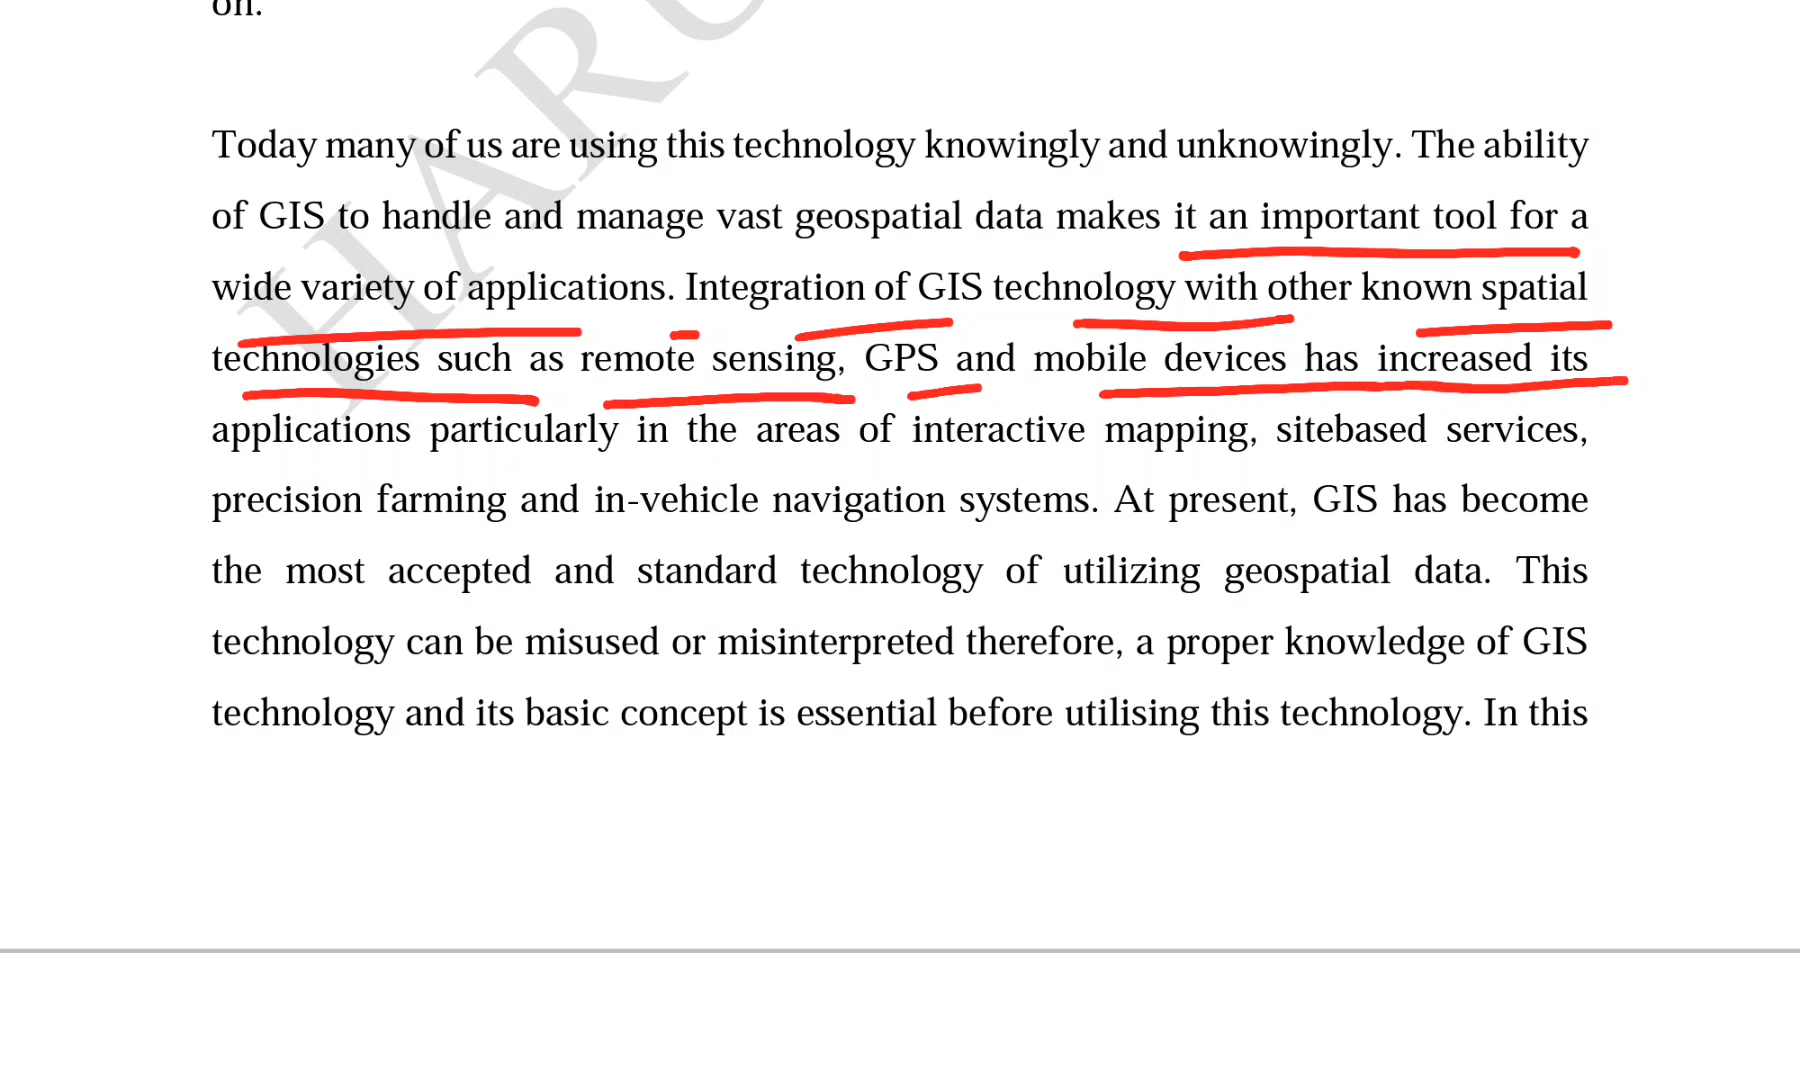 on.
Today many of us are using this technology knowingly and unknowingly. The ability
of GIS to handle and manage vast geospatial data makes it an important tool for a
wide variety of applications. Integration of GIS technology with other known spatial
technologies such as remote sensing, GPS and mobile devices has increased its
applications particularly in the areas of interactive mapping, sitebased services,
precision farming and in-vehicle navigation systems. At present, GIS has become
the most accepted and standard technology of utilizing geospatial data. This
technology can be misused or misinterpreted therefore, a proper knowledge of GIS
technology and its basic concept is essential before utilising this technology. In this